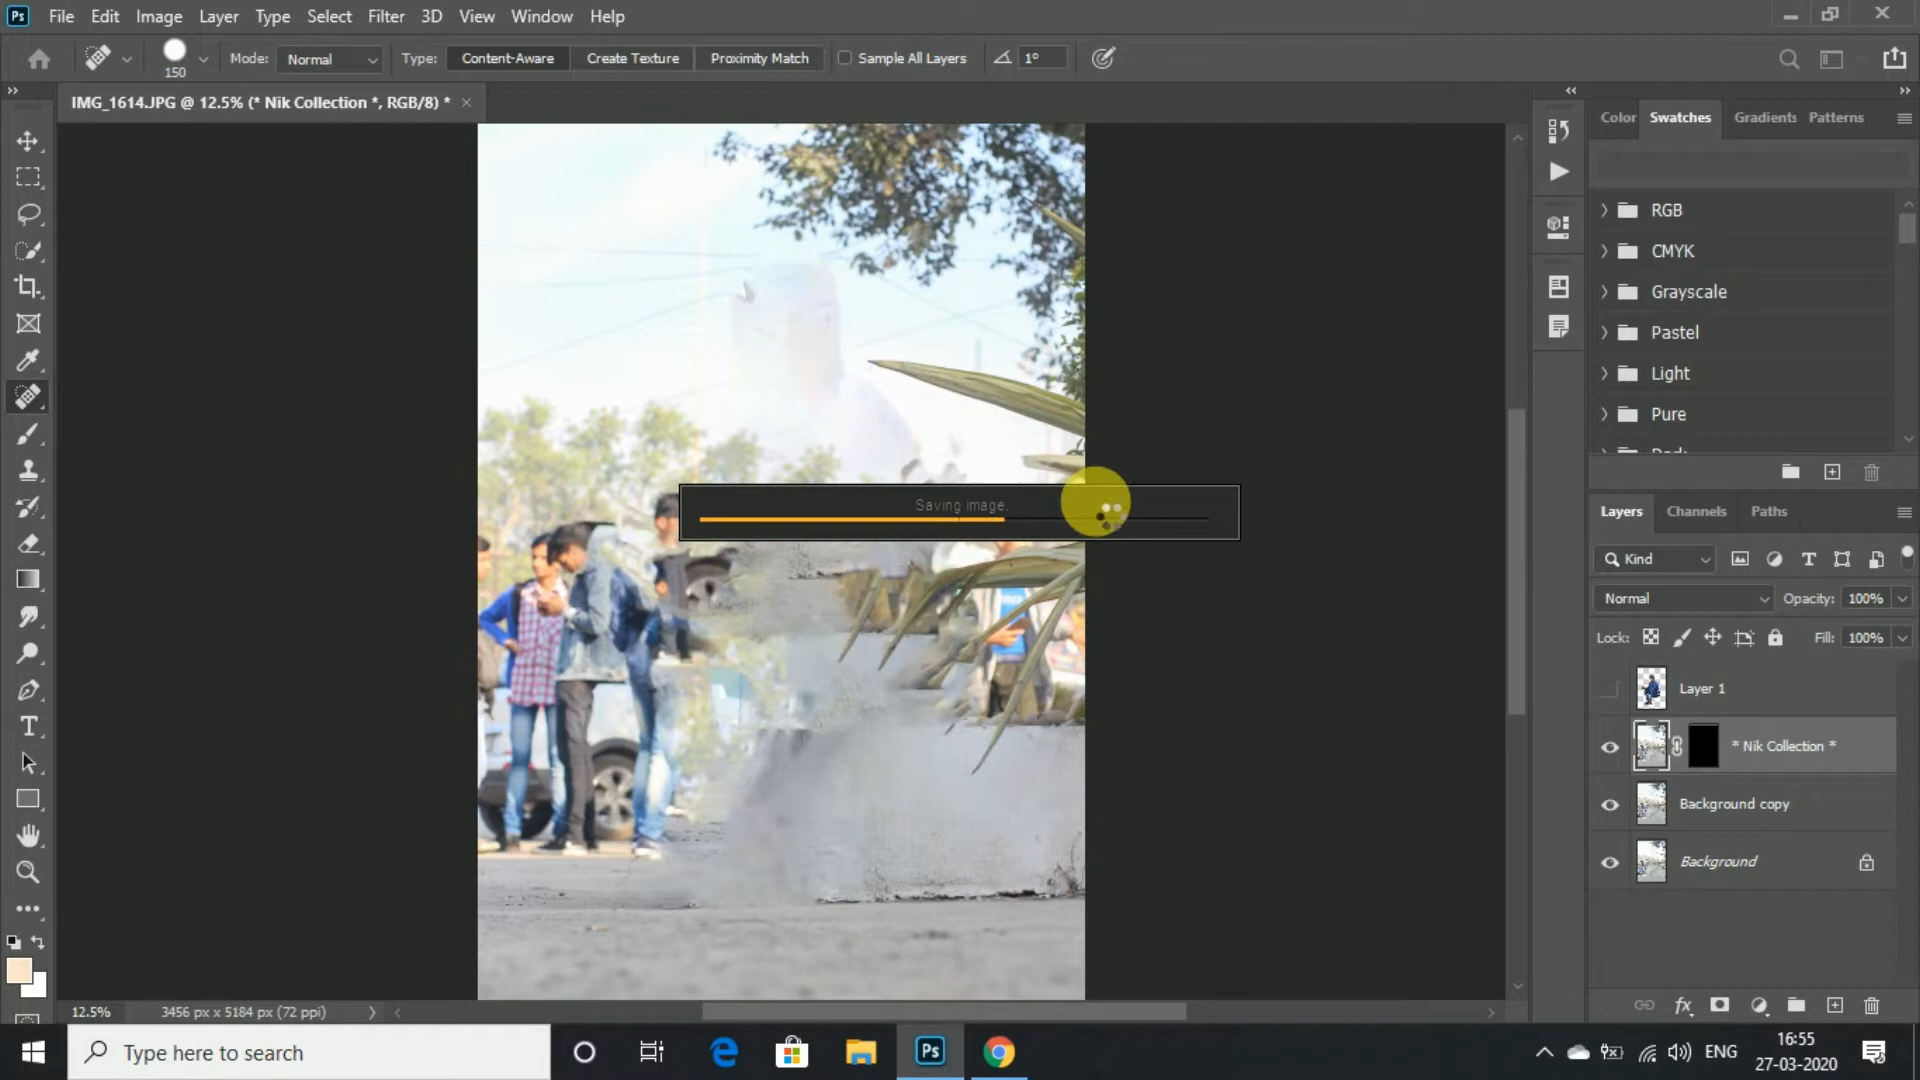 Ps File Edit Image Layer Type Select Filter 3D View Window Help
150 Mode: Normal Type: Content-Aware Create Texture Proximity Match Sample All Layers 1°
IMG_1614.JPG @ 12.5% (* Nik Collection *, RGB/8) * ×
Color Swatches Gradients Patterns
RGB
CMYK
Grayscale
Pastel
Light
Pure
Saving image.
Layers Channels Paths
Kind
Normal Opacity: 100%
Lock: Fill: 100%
Layer 1
* Nik Collection *
Background copy
Background
12.5% 3456 px x 5184 px (72 ppi)
Type here to search
Ps
ENG
16:55
27-03-2020